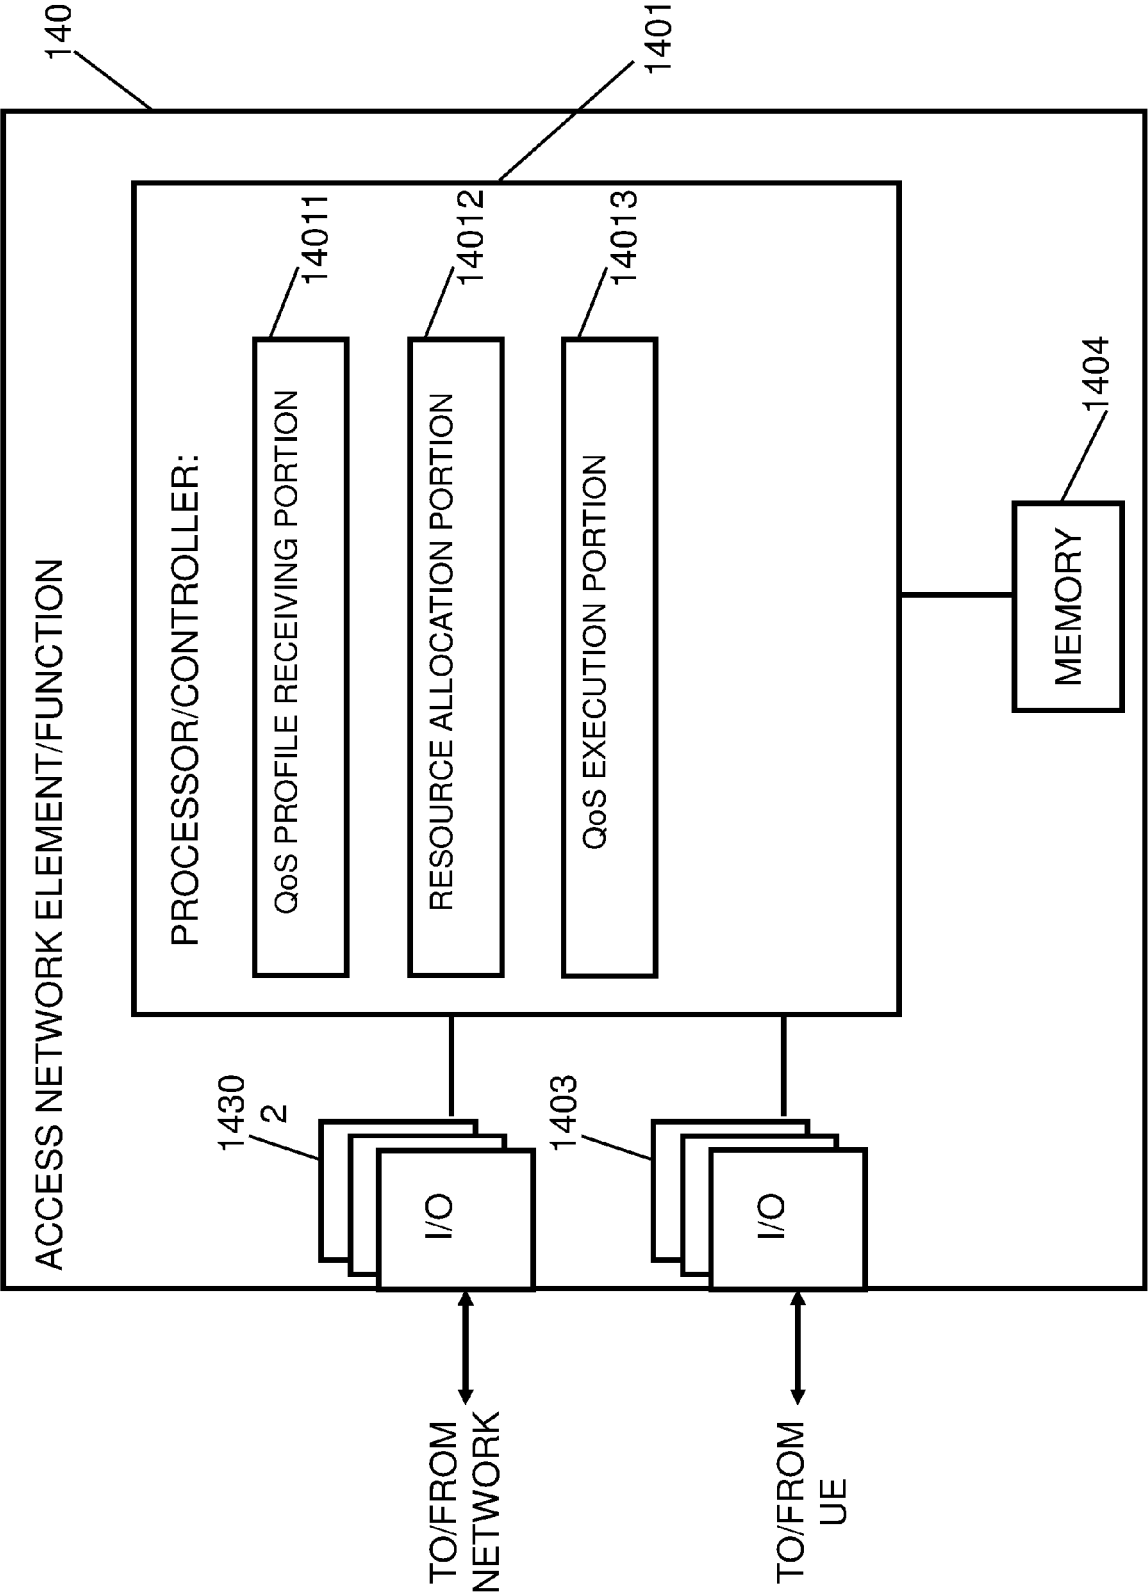 ACCESS NETWORK ELEMENT/FUNCTION
140
PROCESSOR/CONTROLLER:
1401
QoS PROFILE RECEIVING PORTION
14011
RESOURCE ALLOCATION PORTION
14012
QoS EXECUTION PORTION
14013
1430
2
I/O
TO/FROM
NETWORK
1403
I/O
TO/FROM
UE
MEMORY
1404